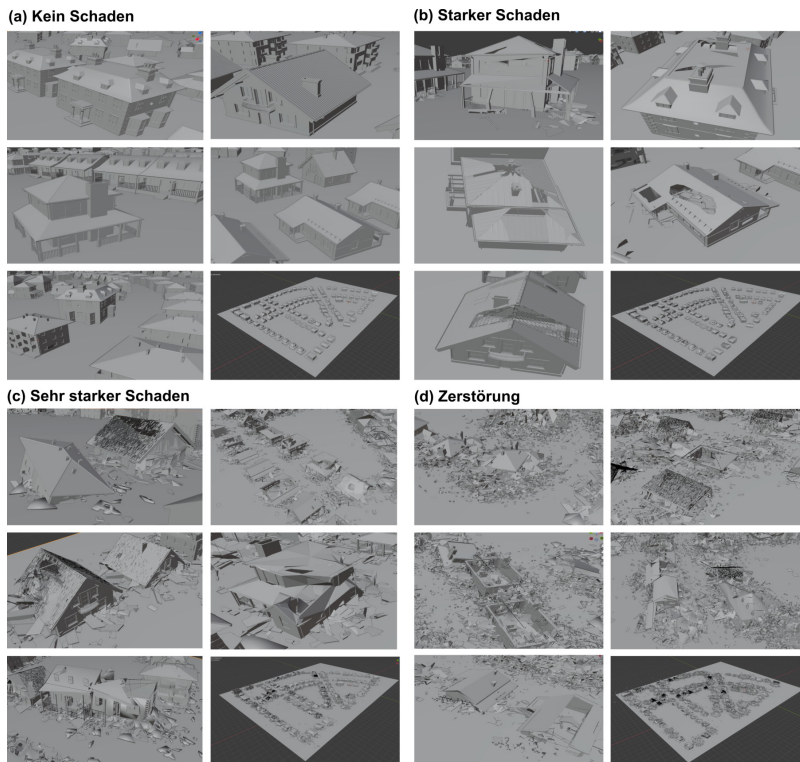 (a) Kein Schaden
(b) Starker Schaden
(c) Sehr starker Schaden
(d) Zerstörung